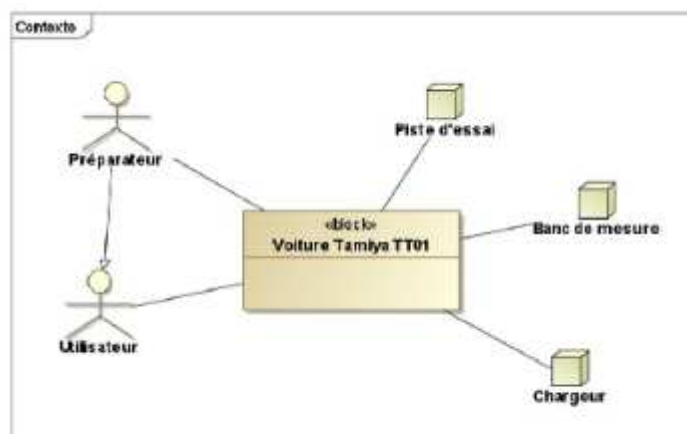 Contexte
Piste d'essai
Préparateur
«block»
Voiture Tamiya TT01
Banc de mesure
Utilisateur
Chargeur